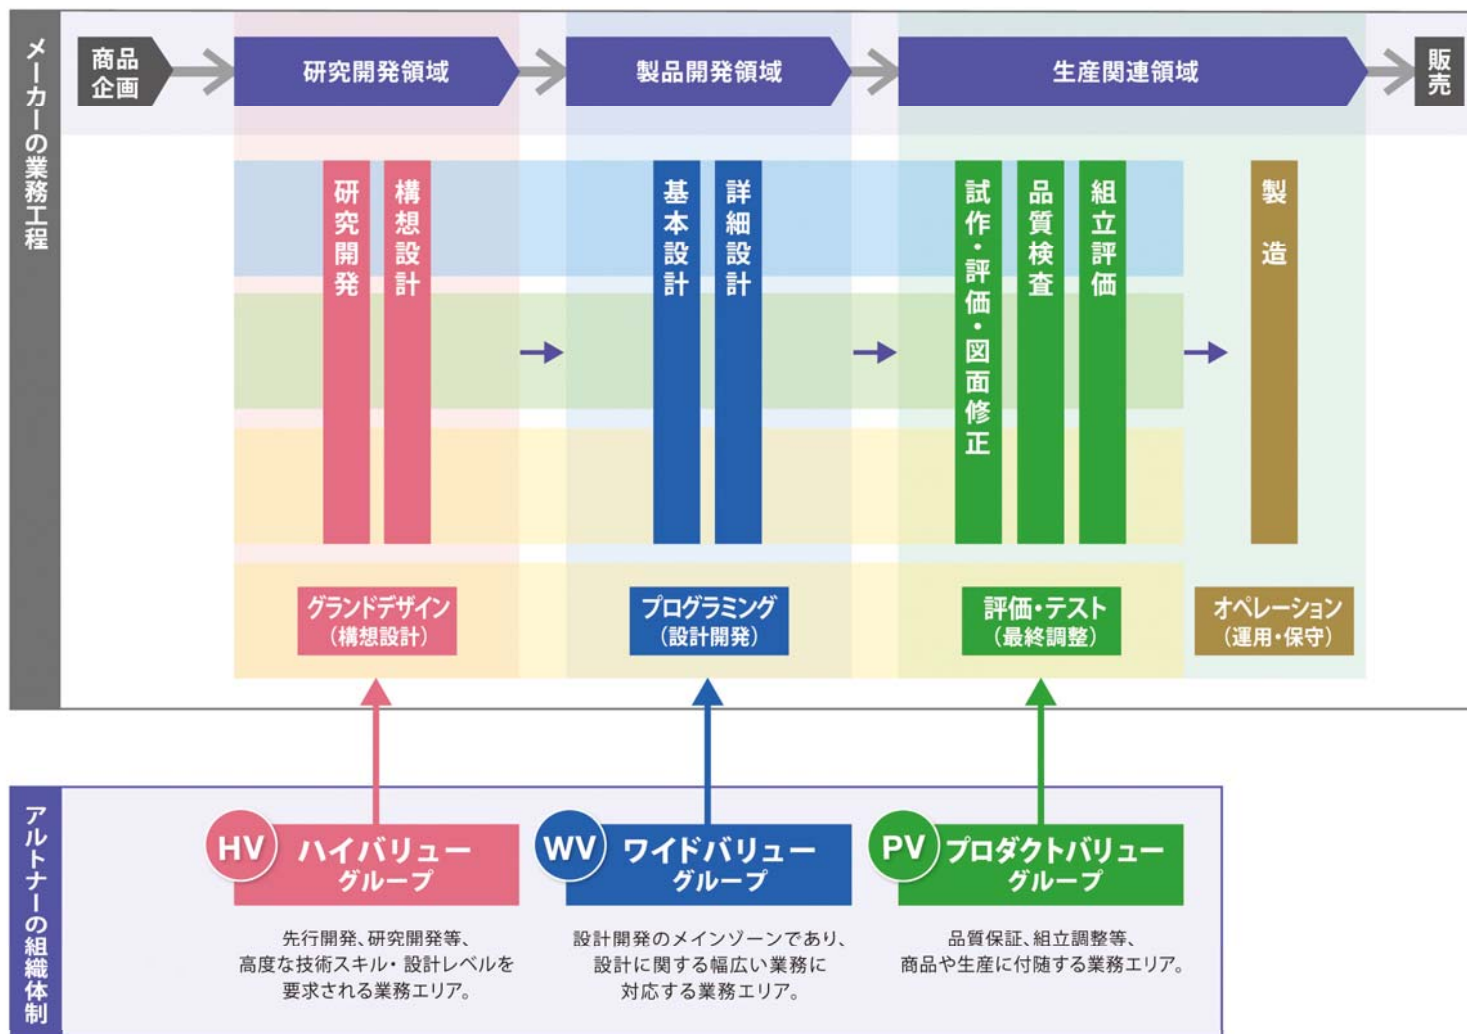 メーカーの業務工程
商品
企画
研究開発領域
製品開発領域
生産関連領域
販売
研究開発
構想設計
基本設計
詳細設計
試作・評価・図面修正
品質検査
組立評価
製造
グランドデザイン
（構想設計）
プログラミング
（設計開発）
評価・テスト
（最終調整）
オペレーション
（運用・保守）
アルトナーの組織体制
HV
ハイバリュー
グループ
先行開発、研究開発等、
高度な技術スキル・設計レベルを
要求される業務エリア。
WV
ワイドバリュー
グループ
設計開発のメインゾーンであり、
設計に関する幅広い業務に
対応する業務エリア。
PV
プロダクトバリュー
グループ
品質保証、組立調整等、
商品や生産に付随する業務エリア。